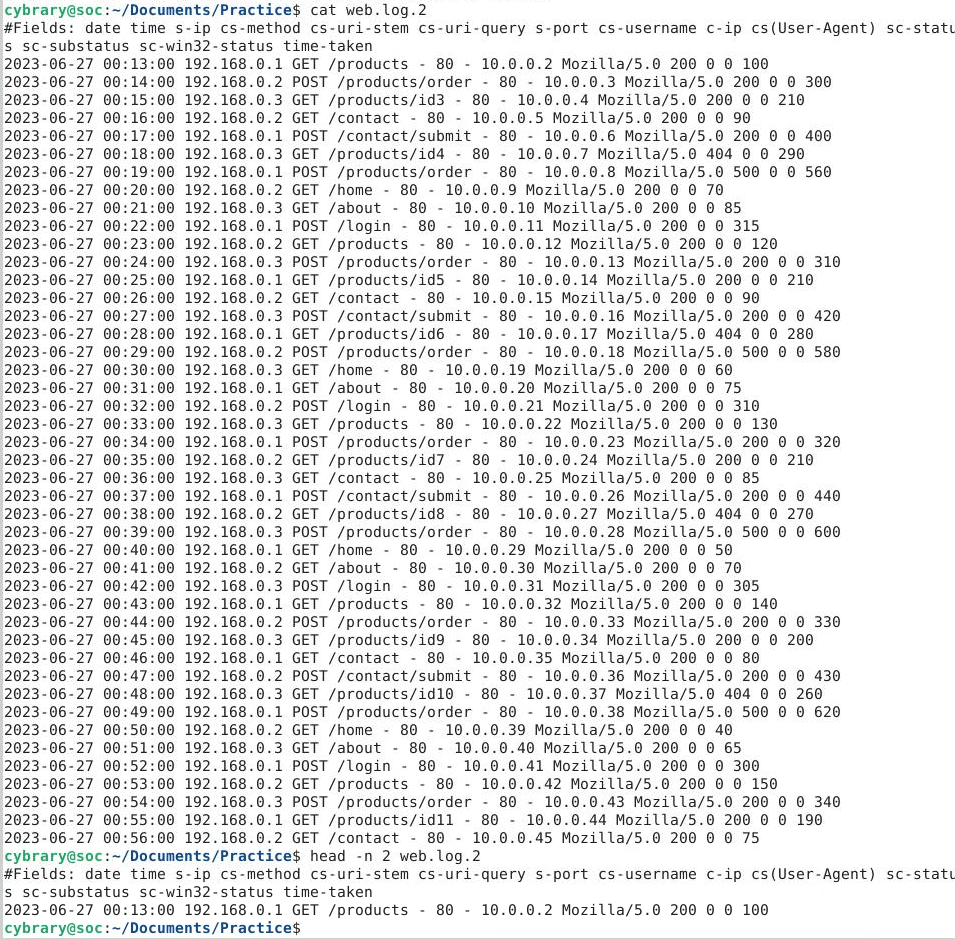 cybrary@soc:~/Documents/Practice$ cat web.log.2
#Fields: date time s-ip cs-method cs-uri-stem cs-uri-query s-port cs-username c-ip cs(User-Agent) sc-statu
s sc-substatus sc-win32-status time-taken
2023-06-27 00:13:00 192.168.0.1 GET /products - 80 - 10.0.0.2 Mozilla/5.0 200 0 0 100
2023-06-27 00:14:00 192.168.0.2 POST /products/order - 80 - 10.0.0.3 Mozilla/5.0 200 0 0 300
2023-06-27 00:15:00 192.168.0.3 GET /products/id3 - 80 - 10.0.0.4 Mozilla/5.0 200 0 0 210
2023-06-27 00:16:00 192.168.0.2 GET /contact - 80 - 10.0.0.5 Mozilla/5.0 200 0 0 90
2023-06-27 00:17:00 192.168.0.1 POST /contact/submit - 80 - 10.0.0.6 Mozilla/5.0 200 0 0 400
2023-06-27 00:18:00 192.168.0.3 GET /products/id4 - 80 - 10.0.0.7 Mozilla/5.0 404 0 0 290
2023-06-27 00:19:00 192.168.0.1 POST /products/order - 80 - 10.0.0.8 Mozilla/5.0 500 0 0 560
2023-06-27 00:20:00 192.168.0.2 GET /home - 80 - 10.0.0.9 Mozilla/5.0 200 0 0 70
2023-06-27 00:21:00 192.168.0.3 GET /about - 80 - 10.0.0.10 Mozilla/5.0 200 0 0 85
2023-06-27 00:22:00 192.168.0.1 POST /login - 80 - 10.0.0.11 Mozilla/5.0 200 0 0 315
2023-06-27 00:23:00 192.168.0.2 GET /products - 80 - 10.0.0.12 Mozilla/5.0 200 0 0 120
2023-06-27 00:24:00 192.168.0.3 POST /products/order - 80 - 10.0.0.13 Mozilla/5.0 200 0 0 310
2023-06-27 00:25:00 192.168.0.1 GET /products/id5 - 80 - 10.0.0.14 Mozilla/5.0 200 0 0 210
2023-06-27 00:26:00 192.168.0.2 GET /contact - 80 - 10.0.0.15 Mozilla/5.0 200 0 0 90
2023-06-27 00:27:00 192.168.0.3 POST /contact/submit - 80 - 10.0.0.16 Mozilla/5.0 200 0 0 420
2023-06-27 00:28:00 192.168.0.1 GET /products/id6 - 80 - 10.0.0.17 Mozilla/5.0 404 0 0 280
2023-06-27 00:29:00 192.168.0.2 POST /products/order - 80 - 10.0.0.18 Mozilla/5.0 500 0 0 580
2023-06-27 00:30:00 192.168.0.3 GET /home - 80 - 10.0.0.19 Mozilla/5.0 200 0 0 60
2023-06-27 00:31:00 192.168.0.1 GET /about - 80 - 10.0.0.20 Mozilla/5.0 200 0 0 75
2023-06-27 00:32:00 192.168.0.2 POST /login - 80 - 10.0.0.21 Mozilla/5.0 200 0 0 310
2023-06-27 00:33:00 192.168.0.3 GET /products - 80 - 10.0.0.22 Mozilla/5.0 200 0 0 130
2023-06-27 00:34:00 192.168.0.1 POST /products/order - 80 - 10.0.0.23 Mozilla/5.0 200 0 0 320
2023-06-27 00:35:00 192.168.0.2 GET /products/id7 - 80 - 10.0.0.24 Mozilla/5.0 200 0 0 210
2023-06-27 00:36:00 192.168.0.3 GET /contact - 80 - 10.0.0.25 Mozilla/5.0 200 0 0 85
2023-06-27 00:37:00 192.168.0.1 POST /contact/submit - 80 - 10.0.0.26 Mozilla/5.0 200 0 0 440
2023-06-27 00:38:00 192.168.0.2 GET /products/id8 - 80 - 10.0.0.27 Mozilla/5.0 404 0 0 270
2023-06-27 00:39:00 192.168.0.3 POST /products/order - 80 - 10.0.0.28 Mozilla/5.0 500 0 0 600
2023-06-27 00:40:00 192.168.0.1 GET /home - 80 - 10.0.0.29 Mozilla/5.0 200 0 0 50
2023-06-27 00:41:00 192.168.0.2 GET /about - 80 - 10.0.0.30 Mozilla/5.0 200 0 0 70
2023-06-27 00:42:00 192.168.0.3 POST /login - 80 - 10.0.0.31 Mozilla/5.0 200 0 0 305
2023-06-27 00:43:00 192.168.0.1 GET /products - 80 - 10.0.0.32 Mozilla/5.0 200 0 0 140
2023-06-27 00:44:00 192.168.0.2 POST /products/order - 80 - 10.0.0.33 Mozilla/5.0 200 0 0 330
2023-06-27 00:45:00 192.168.0.3 GET /products/id9 - 80 - 10.0.0.34 Mozilla/5.0 200 0 0 200
2023-06-27 00:46:00 192.168.0.1 GET /contact - 80 - 10.0.0.35 Mozilla/5.0 200 0 0 80
2023-06-27 00:47:00 192.168.0.2 POST /contact/submit - 80 - 10.0.0.36 Mozilla/5.0 200 0 0 430
2023-06-27 00:48:00 192.168.0.3 GET /products/id10 - 80 - 10.0.0.37 Mozilla/5.0 404 0 0 260
2023-06-27 00:49:00 192.168.0.1 POST /products/order - 80 - 10.0.0.38 Mozilla/5.0 500 0 0 620
2023-06-27 00:50:00 192.168.0.2 GET /home - 80 - 10.0.0.39 Mozilla/5.0 200 0 0 40
2023-06-27 00:51:00 192.168.0.3 GET /about - 80 - 10.0.0.40 Mozilla/5.0 200 0 0 65
2023-06-27 00:52:00 192.168.0.1 POST /login - 80 - 10.0.0.41 Mozilla/5.0 200 0 0 300
2023-06-27 00:53:00 192.168.0.2 GET /products - 80 - 10.0.0.42 Mozilla/5.0 200 0 0 150
2023-06-27 00:54:00 192.168.0.3 POST /products/order - 80 - 10.0.0.43 Mozilla/5.0 200 0 0 340
2023-06-27 00:55:00 192.168.0.1 GET /products/id11 - 80 - 10.0.0.44 Mozilla/5.0 200 0 0 190
2023-06-27 00:56:00 192.168.0.2 GET /contact - 80 - 10.0.0.45 Mozilla/5.0 200 0 0 75
cybrary@soc:~/Documents/Practice$ head -n 2 web.log.2
#Fields: date time s-ip cs-method cs-uri-stem cs-uri-query s-port cs-username c-ip cs(User-Agent) sc-statu
s sc-substatus sc-win32-status time-taken
2023-06-27 00:13:00 192.168.0.1 GET /products - 80 - 10.0.0.2 Mozilla/5.0 200 0 0 100
cybrary@soc:~/Documents/Practice$